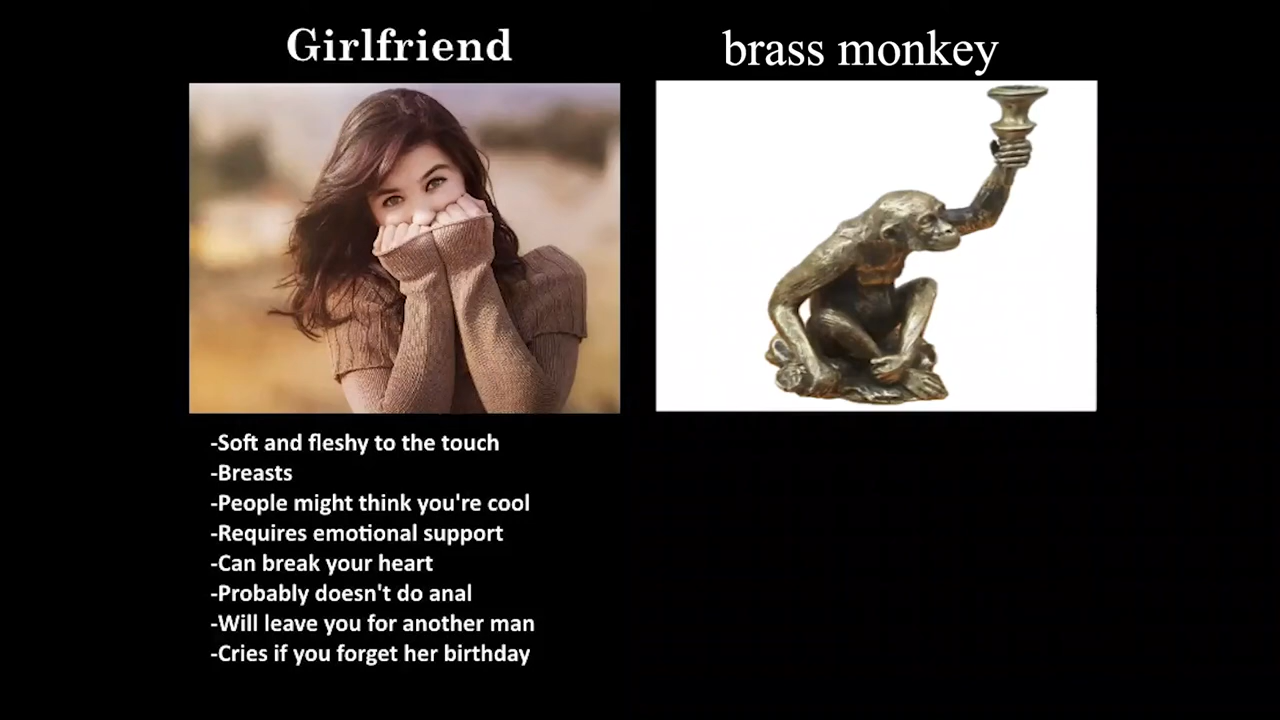 Girlfriend
brass monkey
-Soft and fleshy to the touch
-Breasts
-People might think you're cool
-Requires emotional support
-Can break your heart
-Probably doesn't do anal
-Will leave you for another man
-Cries if you forget her birthday